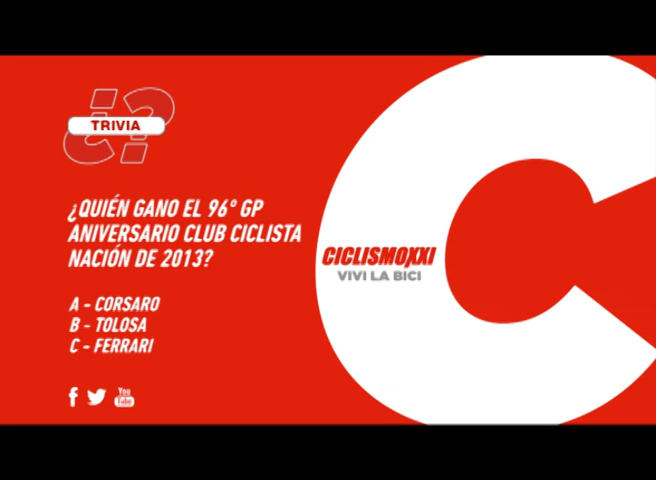 ¿?
TRIVIA
¿QUIÉN GANO EL 96º GP
ANIVERSARIO CLUB CICLISTA
NACIÓN DE 2013?
A - CORSARO
B - TOLOSA
C - FERRARI
CICLISMOXXI
VIVI LA BICI
You
Tube